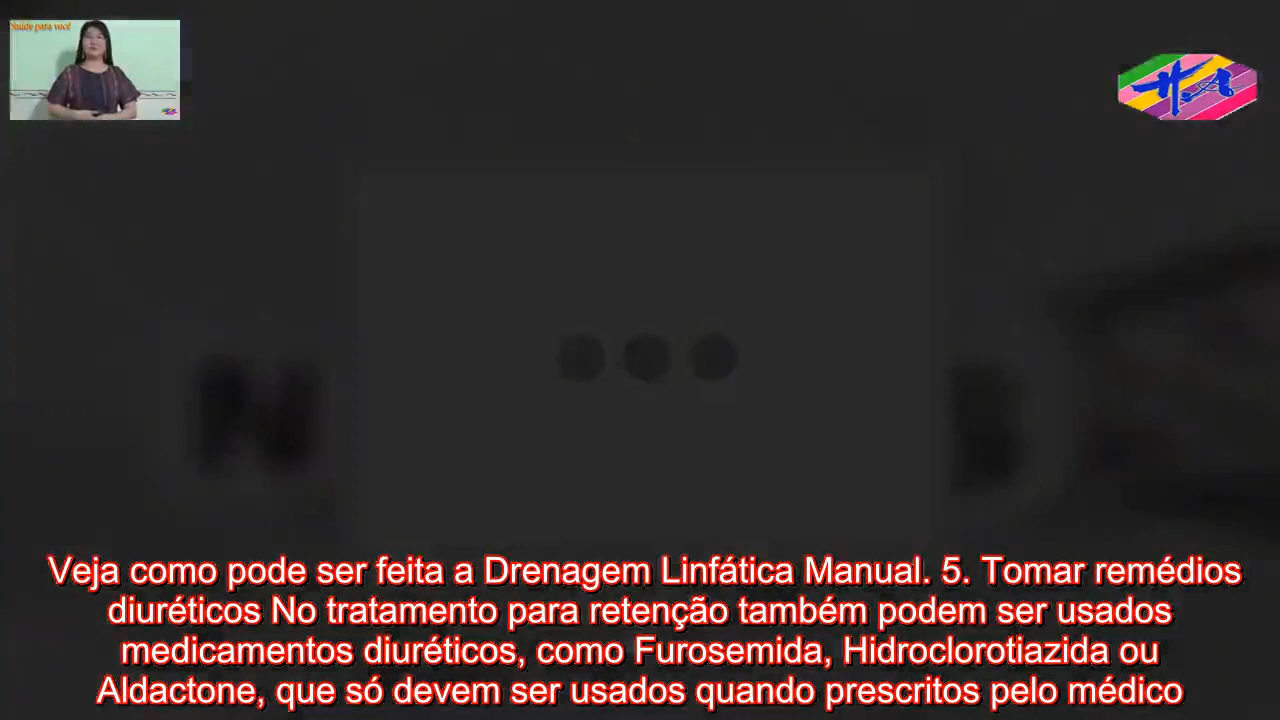 Saúde para você
H.A
Veja como pode ser feita a Drenagem Linfática Manual. 5. Tomar remédios
diuréticos No tratamento para retenção também podem ser usados
medicamentos diuréticos, como Furosemida, Hidroclorotiazida ou
Aldactone, que só devem ser usados quando prescritos pelo médico